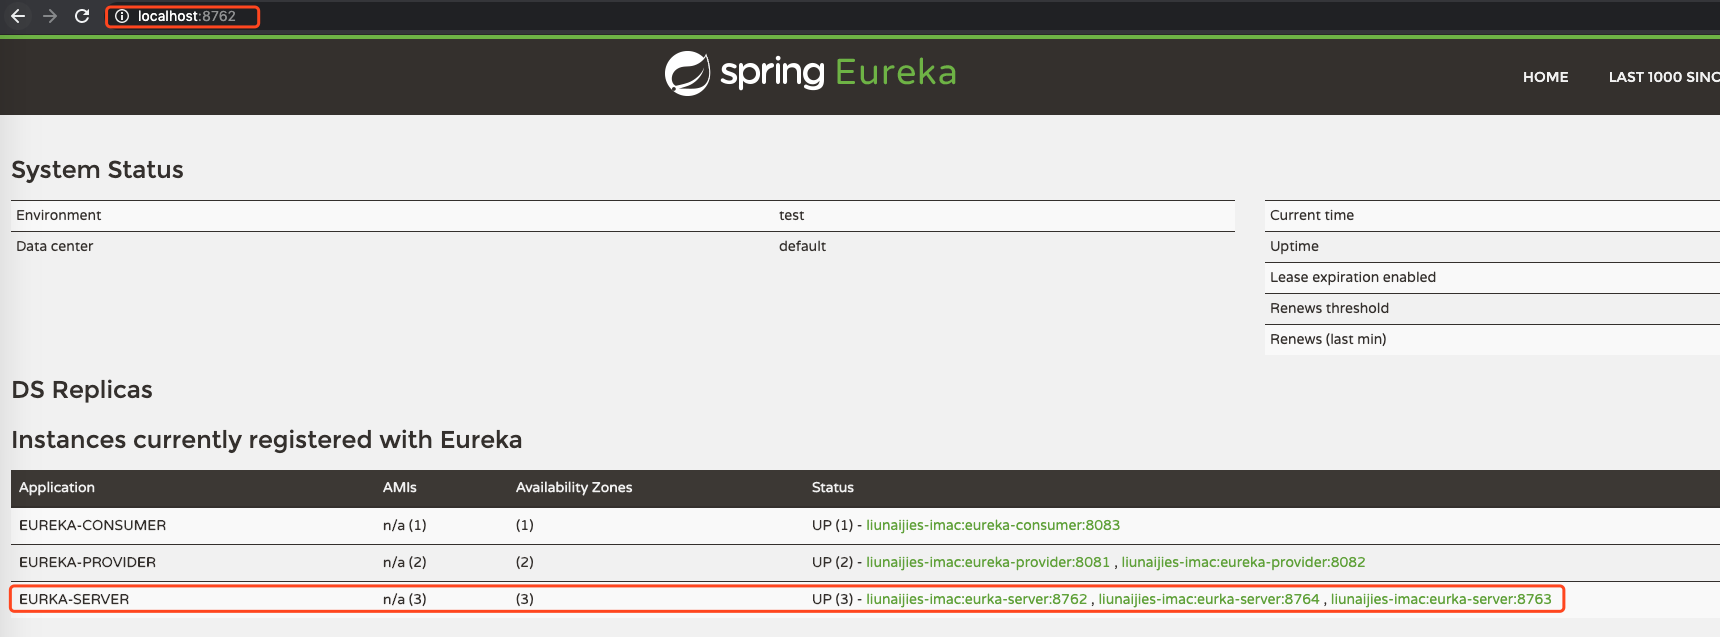 localhost:8762
spring Eureka
HOME LAST 1000 SINC
System Status
Environment test
Data center default
Current time
Uptime
Lease expiration enabled
Renews threshold
Renews (last min)
DS Replicas
Instances currently registered with Eureka
Application AMIs Availability Zones Status
EUREKA-CONSUMER n/a (1) (1) UP (1) - liunaijies-imac:eureka-consumer:8083
EUREKA-PROVIDER n/a (2) (2) UP (2) - liunaijies-imac:eureka-provider:8081 , liunaijies-imac:eureka-provider:8082
EURKA-SERVER n/a (3) (3) UP (3) - liunaijies-imac:eurka-server:8762 , liunaijies-imac:eurka-server:8764 , liunaijies-imac:eurka-server:8763